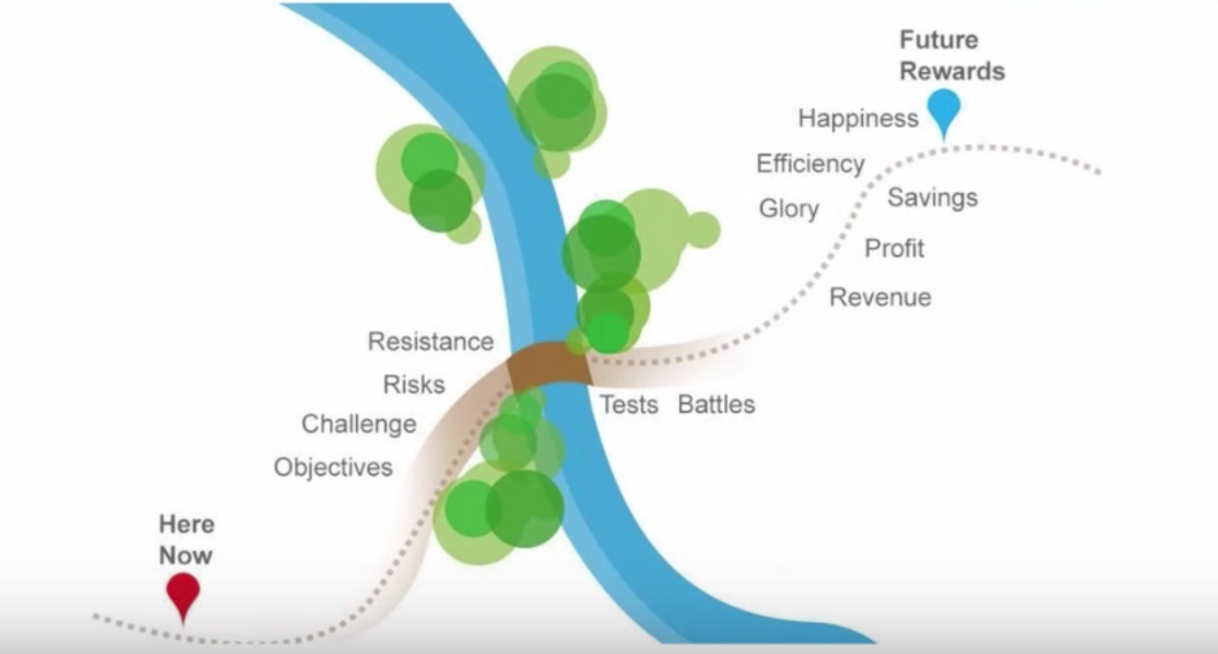 Future
Rewards
Happiness
Efficiency
Savings
Glory
Profit
Revenue
Resistance
Risks
Tests Battles
Challenge
Objectives
Here
Now